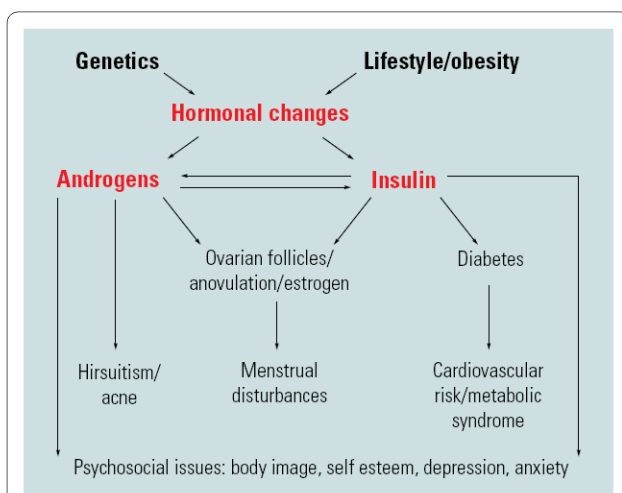 Genetics
Lifestyle/obesity
Hormonal changes
Androgens
Insulin
Ovarian follicles/
anovulation/estrogen
Diabetes
Hirsuitism/
acne
Menstrual
disturbances
Cardiovascular
risk/metabolic
syndrome
Psychosocial issues: body image, self esteem, depression, anxiety